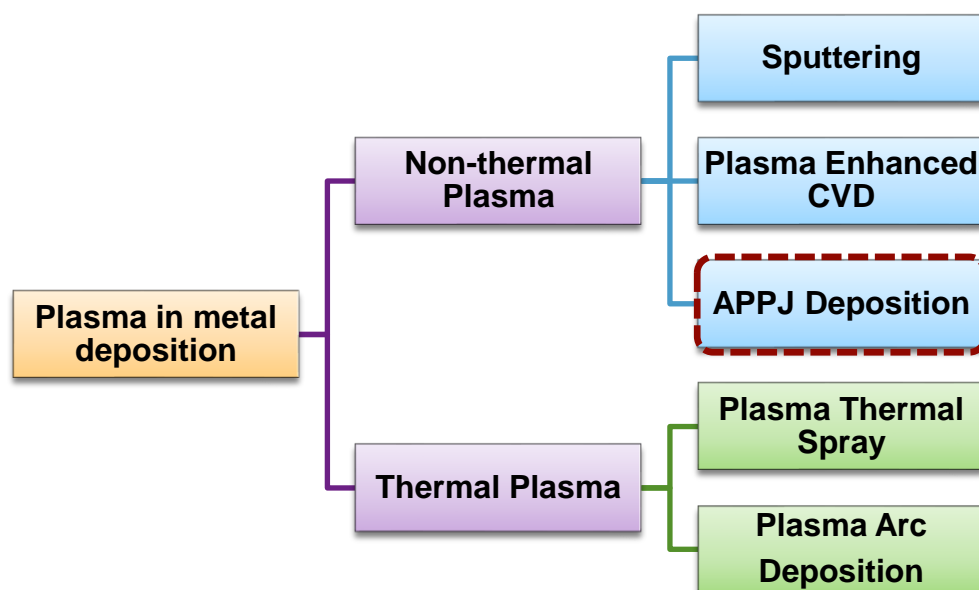 Plasma in metal
deposition
Non-thermal
Plasma
Sputtering
Plasma Enhanced
CVD
APPJ Deposition
Thermal Plasma
Plasma Thermal
Spray
Plasma Arc
Deposition